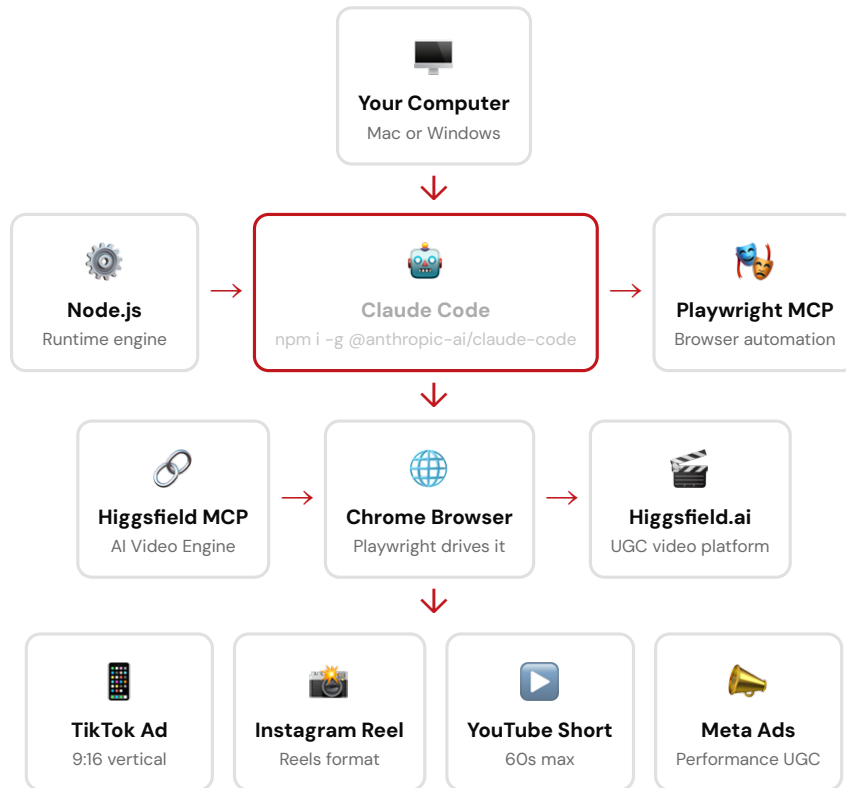 Your Computer
Mac or Windows
Node.js
Runtime engine
Claude Code
npm i -g @anthropic-ai/claude-code
Playwright MCP
Browser automation
Higgsfield MCP
AI Video Engine
Chrome Browser
Playwright drives it
Higgsfield.ai
UGC video platform
TikTok Ad
9:16 vertical
Instagram Reel
Reels format
YouTube Short
60s max
Meta Ads
Performance UGC